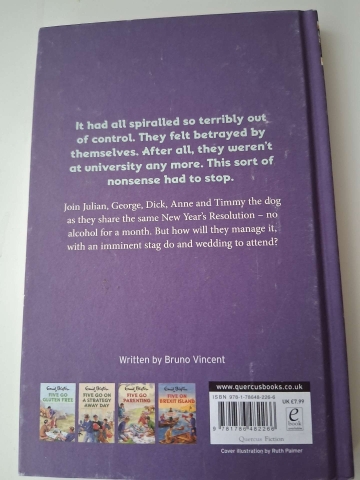 It had all spiralled so terribly out
of control. They felt betrayed by
themselves. After all, they weren't
at university any more. This sort of
nonsense had to stop.
Join Julian, George, Dick, Anne and Timmy the dog
as they share the same New Year's Resolution – no
alcohol for a month. But how will they manage it,
with an imminent stag do and wedding to attend?
Written by Bruno Vincent
Enid Blyton
FIVE GO
GLUTEN FREE
Enid Blyton
FIVE GO ON
A STRATEGY
AWAY DAY
Enid Blyton
FIVE GO
PARENTING
Enid Blyton
FIVE ON
BREXIT ISLAND
www.quercusbooks.co.uk
UK £7.99
9 781786 482266
e book
Quercus Fiction
Cover illustration by Ruth Palmer